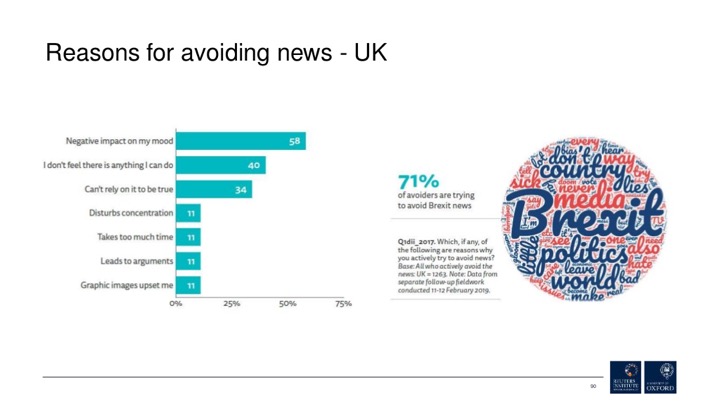 Reasons for avoiding news - UK
Negative impact on my mood
58
I don't feel there is anything I can do
40
Can't rely on it to be true
34
Disturbs concentration
11
Takes too much time
11
Leads to arguments
11
Graphic images upset me
11
0%
25%
50%
75%
71%
of avoiders are trying
to avoid Brexit news
Q1dii_2017. Which, if any, of
the following are reasons why
you actively try to avoid news?
Base: All who actively avoid the
news: UK = 1263. Note: Data from
separate follow-up fieldwork
conducted 11-12 February 2019.
every
don't
hear
country
way
try
sick
never
lies
media
say
Brexit
I'm
see
one
also
politics
little
leave
hate
world
bad
make
real
90
REUTERS
INSTITUTE
UNIVERSITY OF
OXFORD